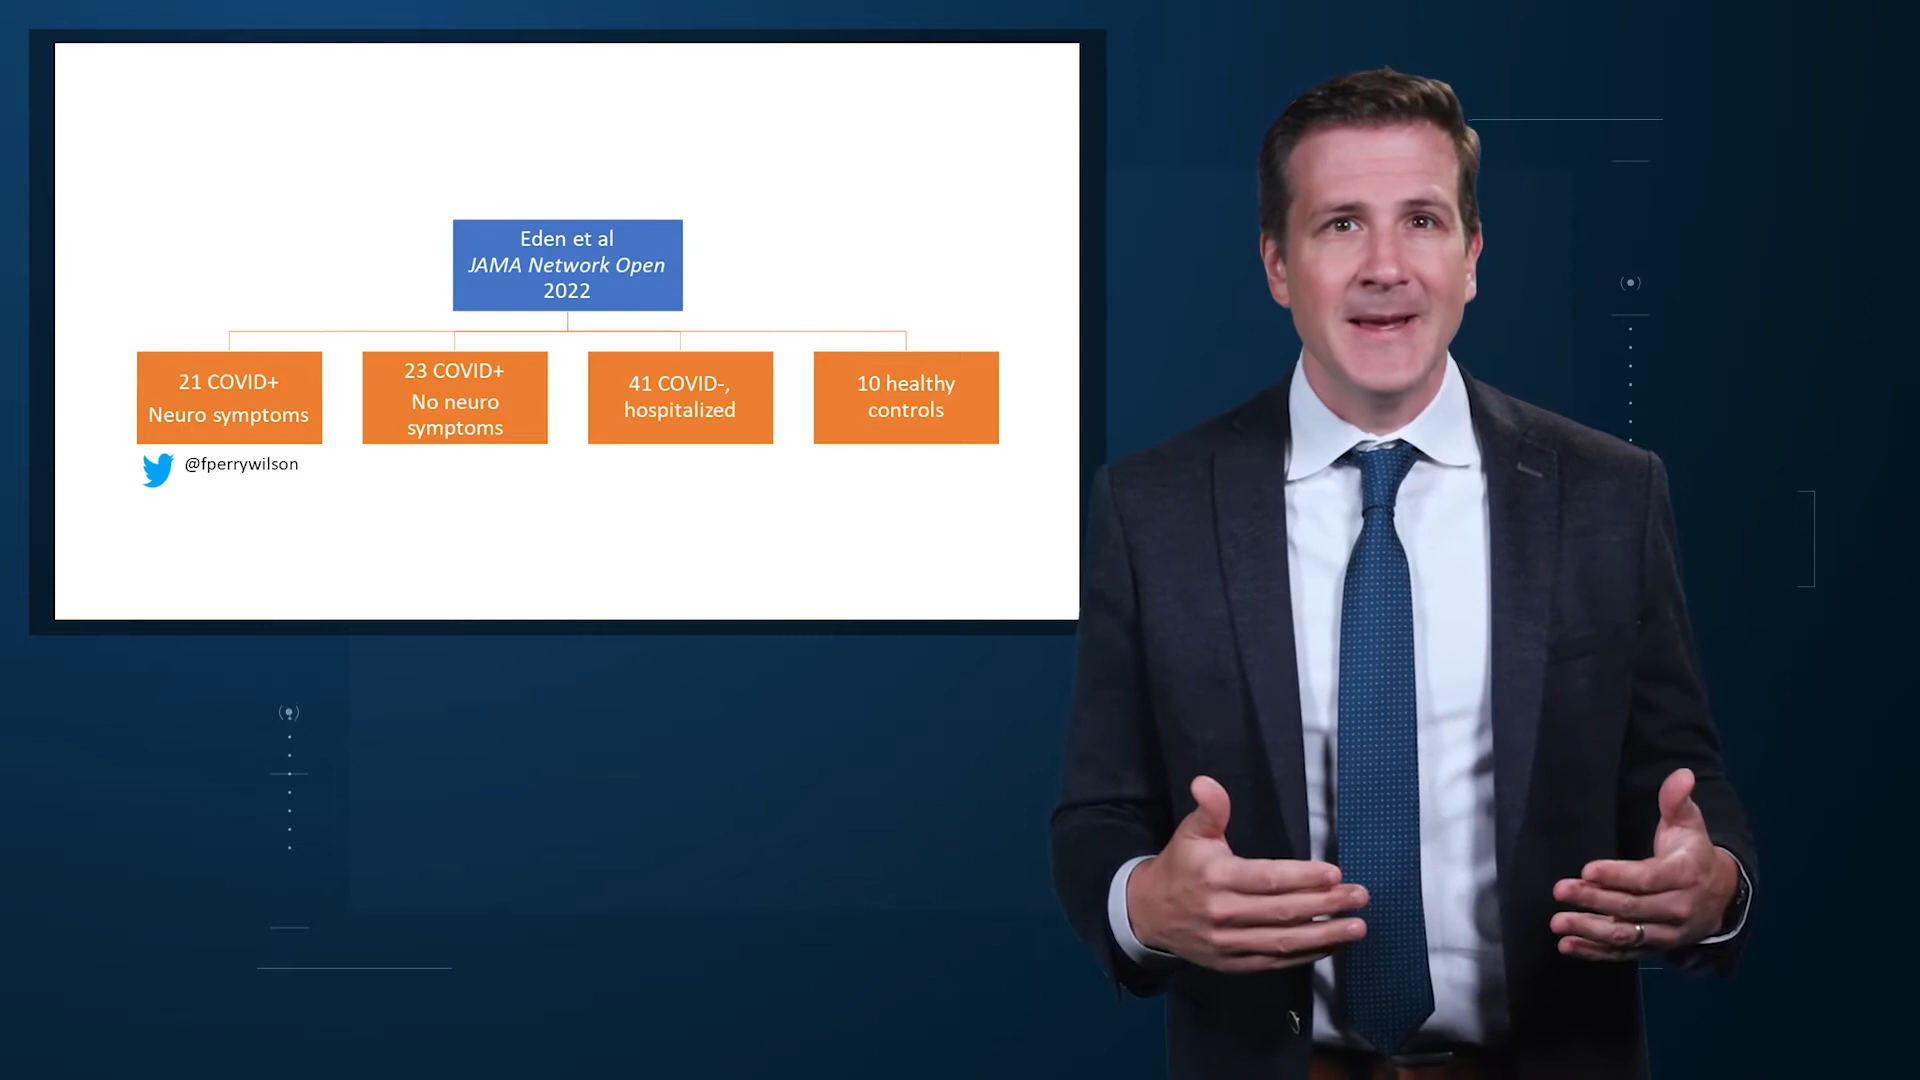 Eden et al
JAMA Network Open
2022
21 COVID+
Neuro symptoms
23 COVID+
No neuro
symptoms
41 COVID-,
hospitalized
10 healthy
controls
@fperrywilson